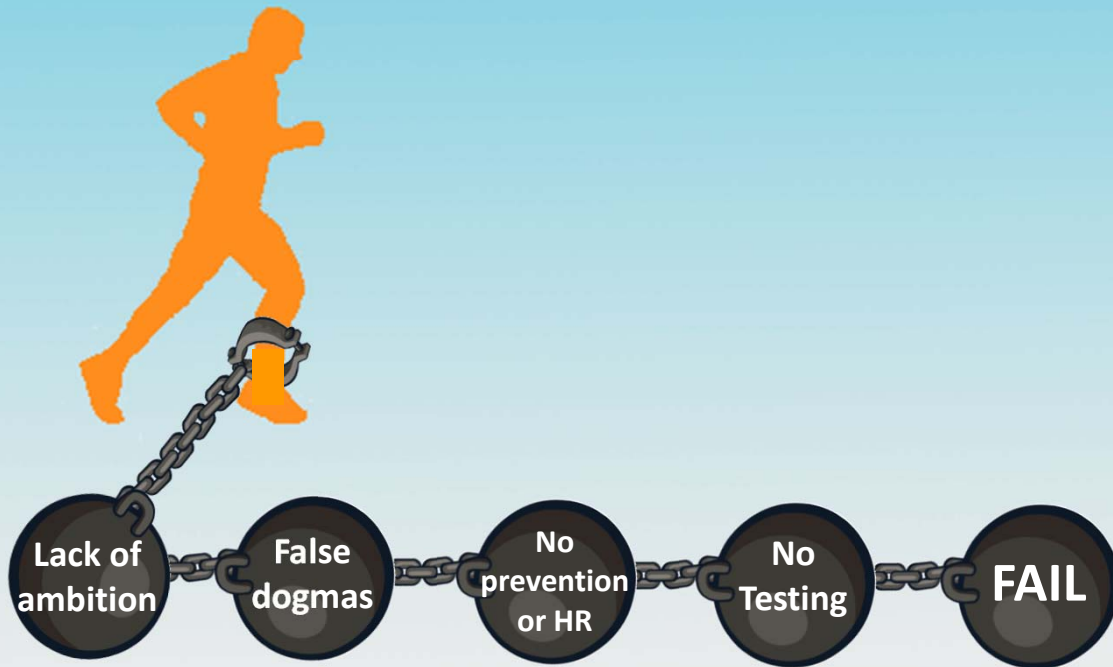 Lack of
ambition
False
dogmas
No
prevention
or HR
No
Testing
FAIL